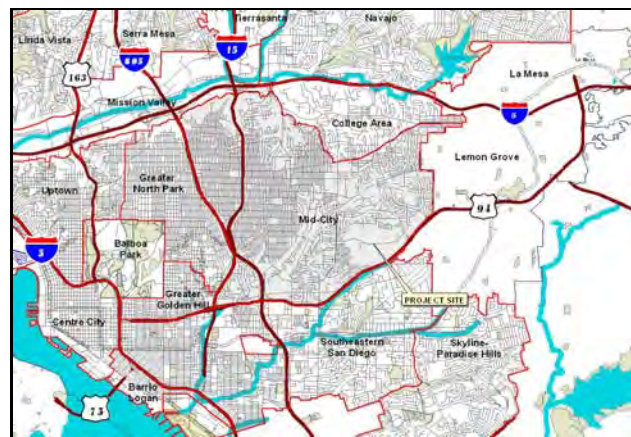 Tierrasanta
Navajo
Linda Vista
Serra Mesa
15
805
163
La Mesa
La Mesa
Mission Valley
8
College Area
Lemon Grove
Greater
North Park
Uptown
Mid-City
94
Balboa
Park
5
Greater
Golden Hill
PROJECT SITE
Centre City
Southeastern
San Diego
Skyline-
Paradise Hills
Barrio
Logan
75